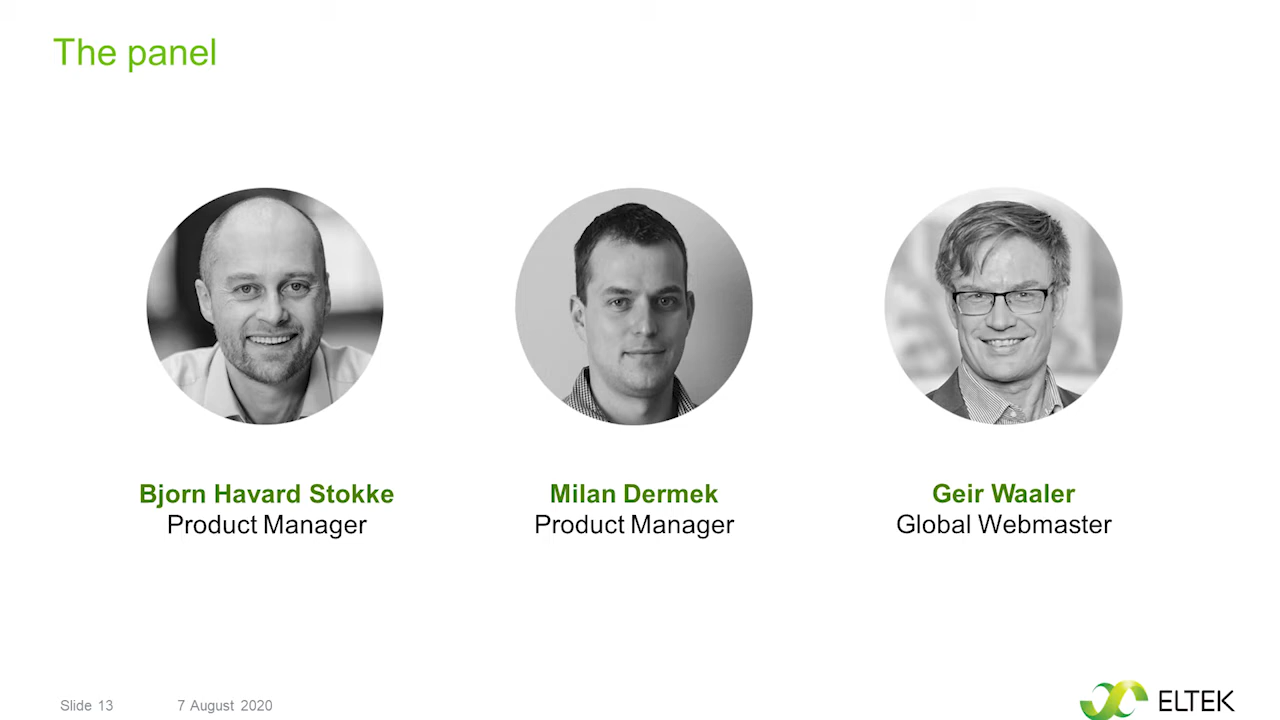 The panel
Bjorn Havard Stokke
Product Manager
Milan Dermek
Product Manager
Geir Waaler
Global Webmaster
Slide 13
7 August 2020
ELTEK